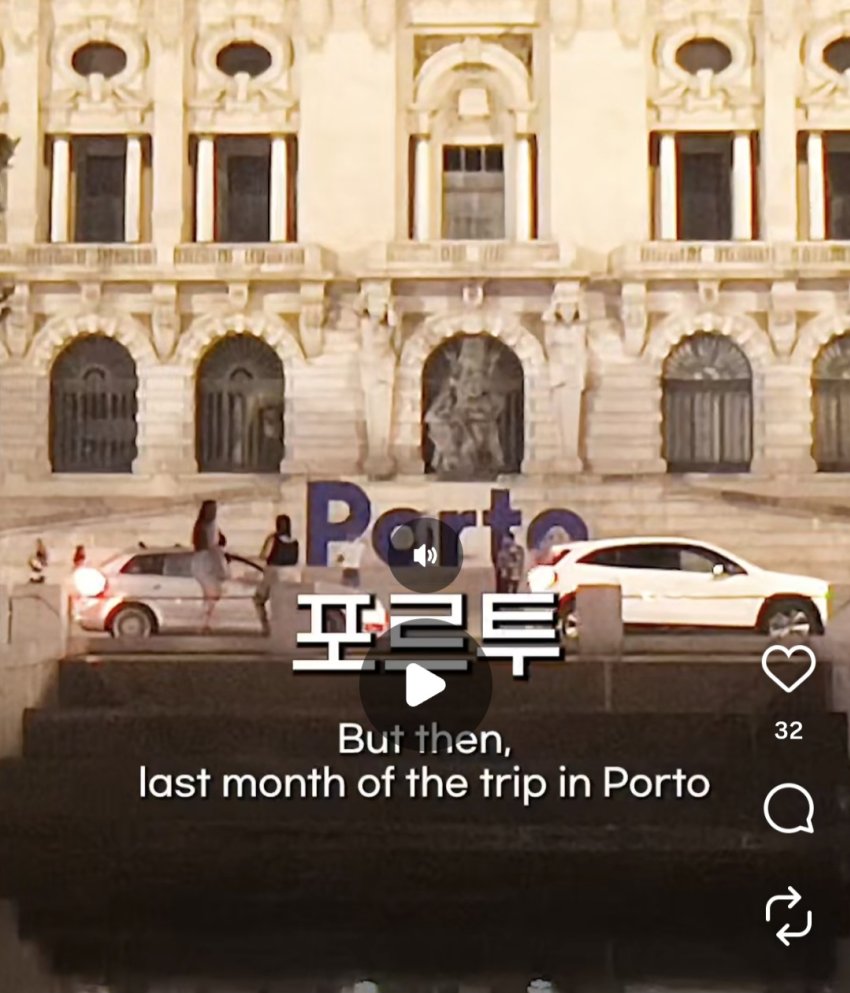 Porto
포르투
But then,
last month of the trip in Porto
32